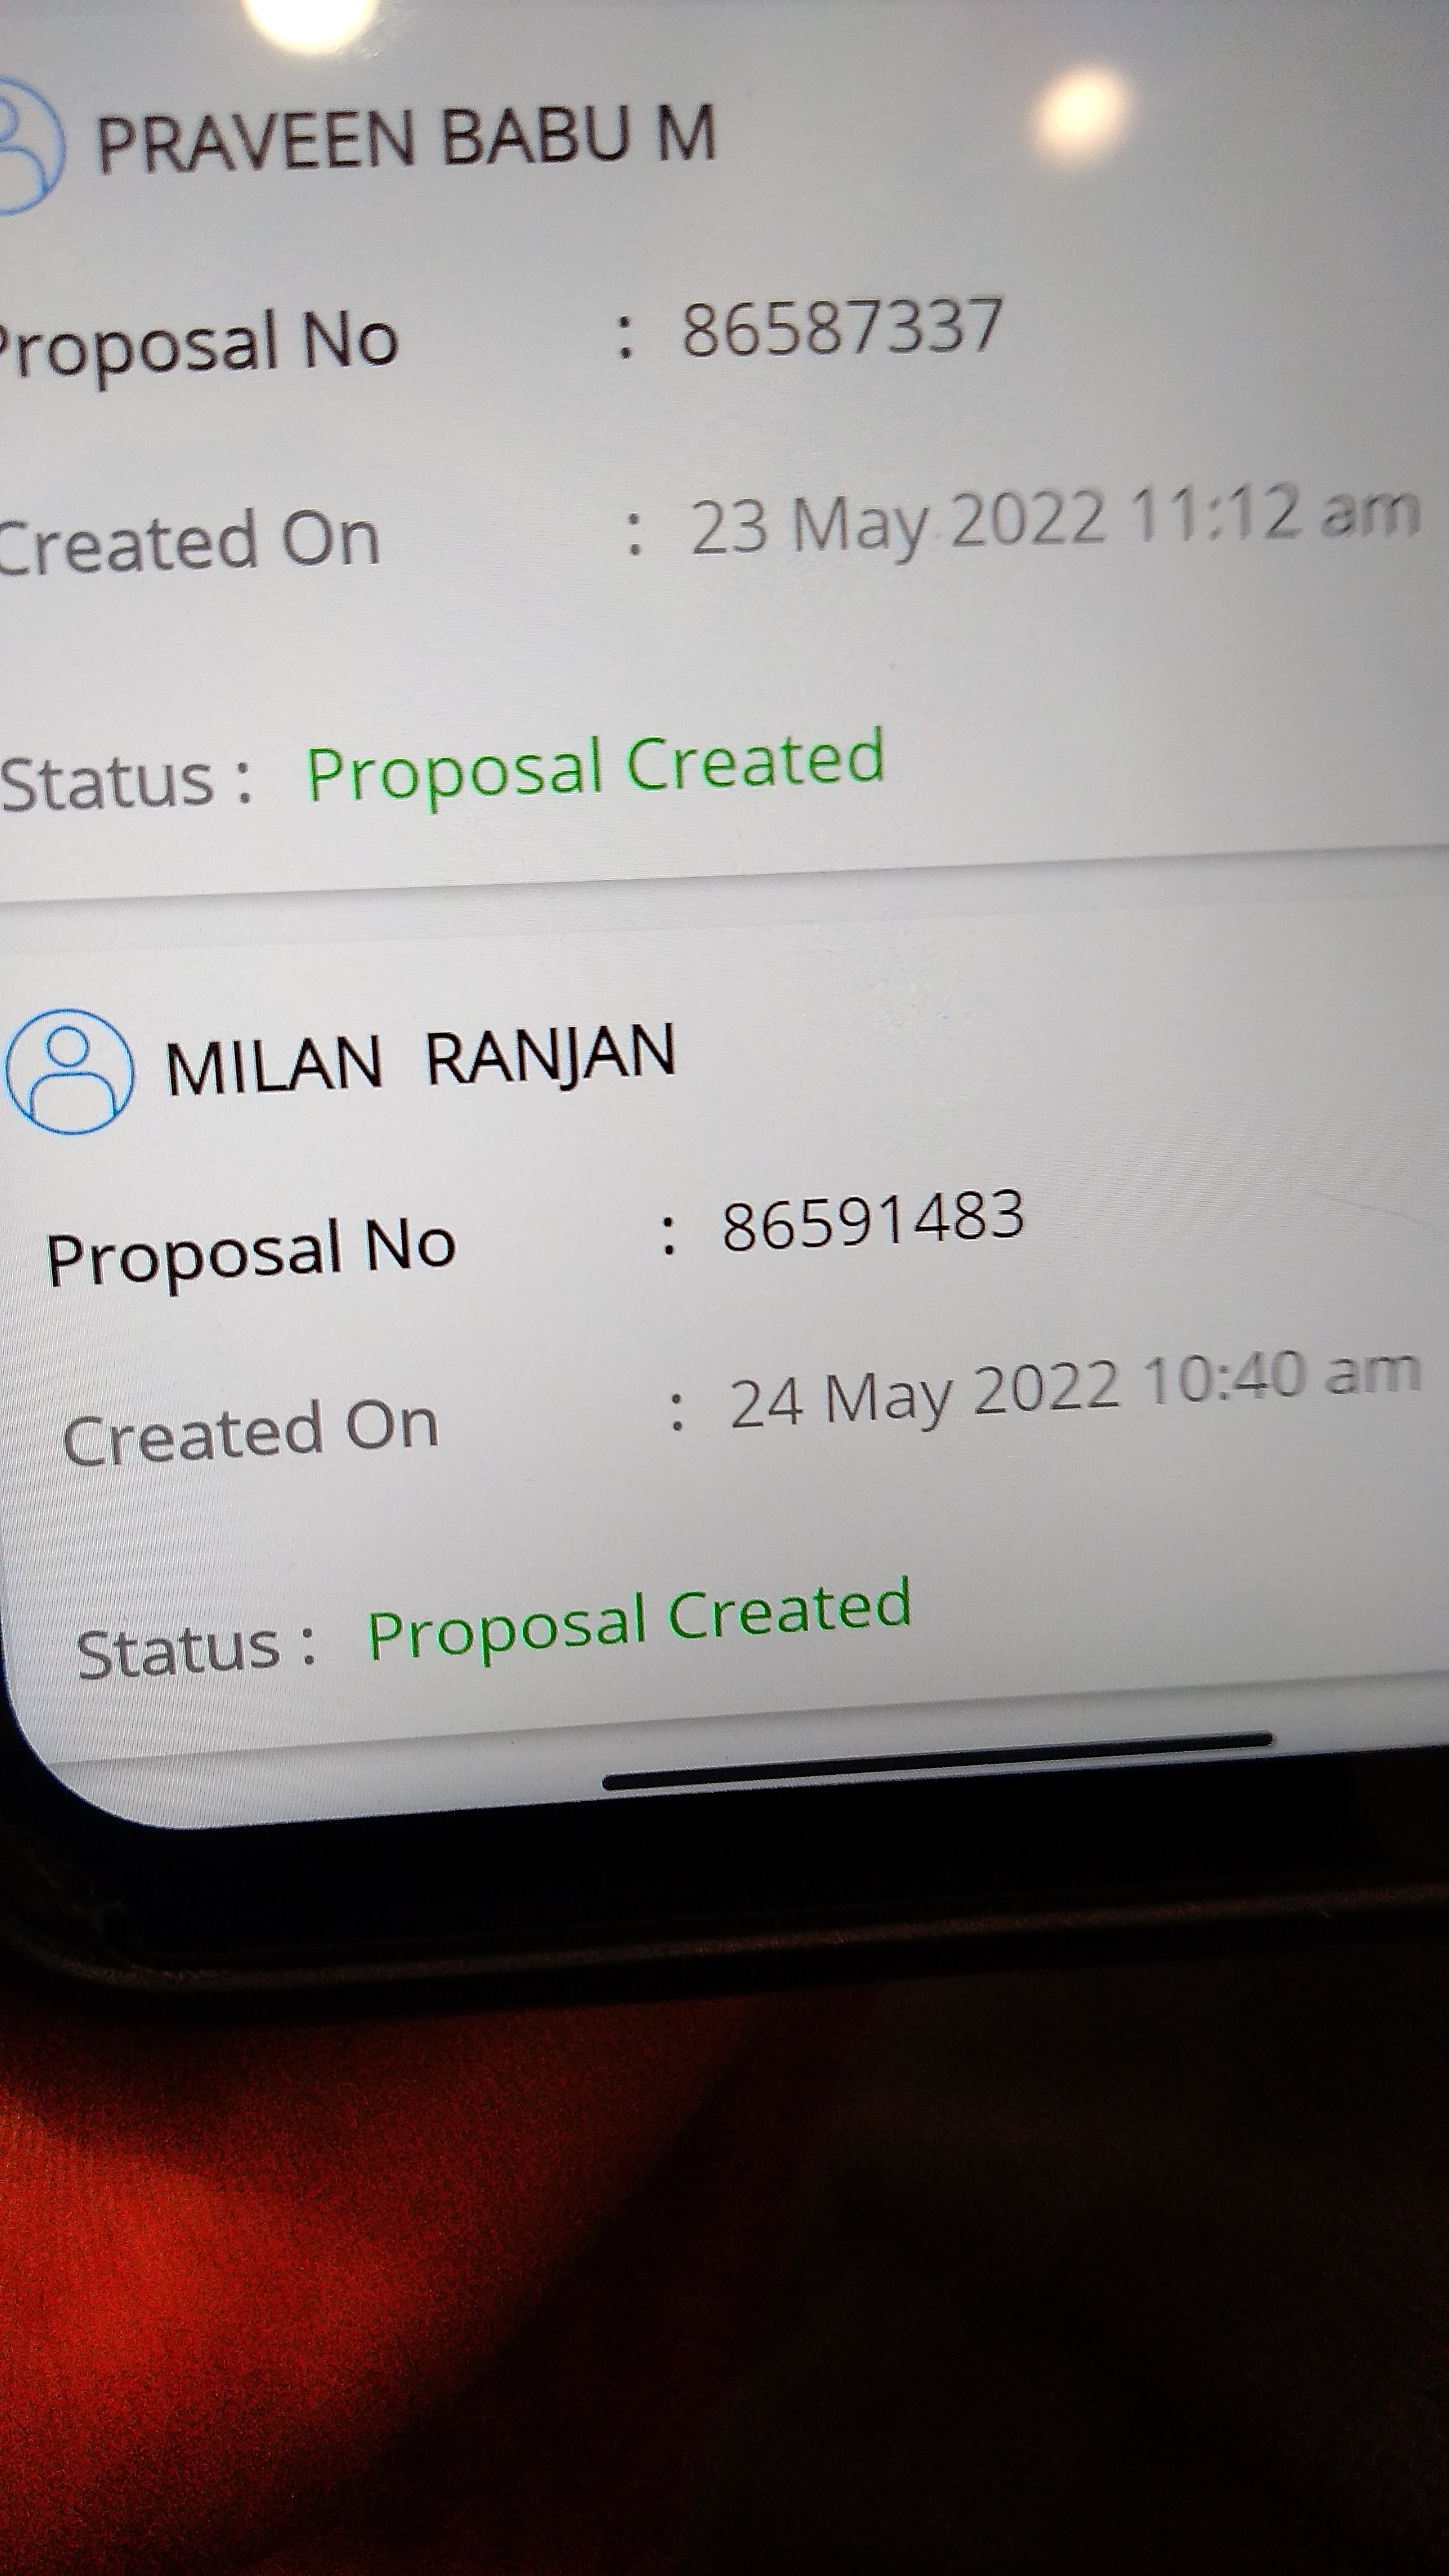 PRAVEEN BABU M
Proposal No : 86587337
Created On : 23 May 2022 11:12 am
Status : Proposal Created
MILAN RANJAN
Proposal No : 86591483
Created On : 24 May 2022 10:40 am
Status : Proposal Created